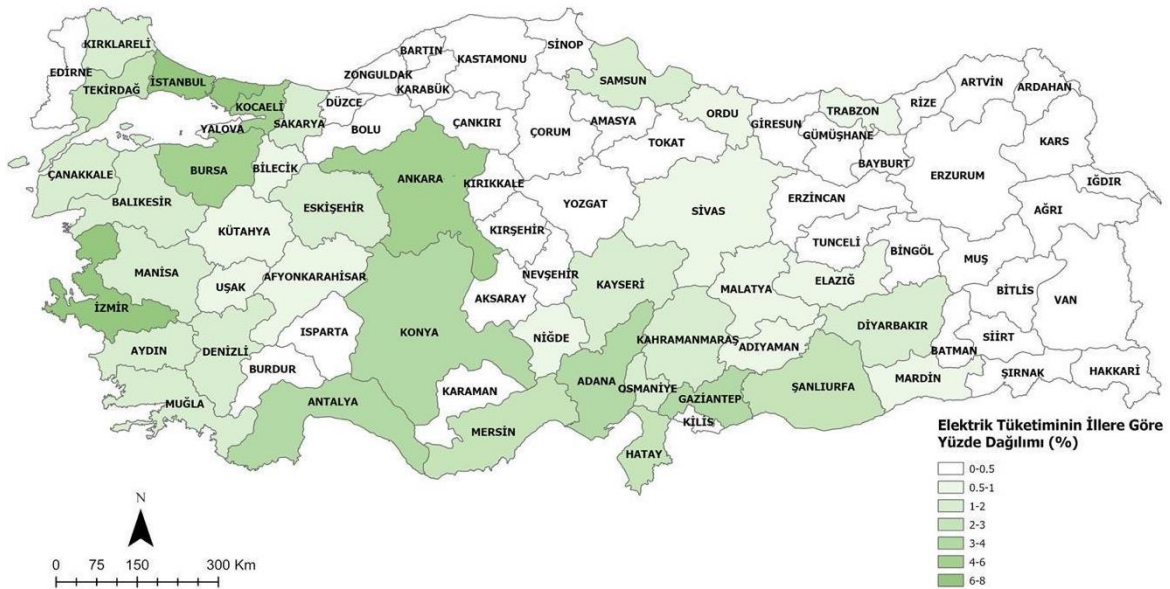 KIRKLARELİ
EDİRNE
TEKİRDAĞ
İSTANBUL
KOCAELİ
YALOVA
SAKARYA
DÜZCE
ZONGULDAK
BARTIN
KARABÜK
KASTAMONU
SİNOP
SAMSUN
ORDU
GİRESUN
TRABZON
RİZE
ARTVİN
ARDAHAN
KARS
IĞDIR
AĞRI
ERZURUM
BAYBURT
GÜMÜŞHANE
TOKAT
AMASYA
ÇORUM
ÇANKIRI
BOLU
BİLECİK
BURSA
ÇANAKKALE
BALIKESİR
KÜTAHYA
ESKİŞEHİR
ANKARA
KIRIKKALE
YOZGAT
SİVAS
ERZİNCAN
TUNCELİ
BİNGÖL
MUŞ
BİTLİS
VAN
MANİSA
UŞAK
AFYONKARAHİSAR
KIRŞEHİR
NEVŞEHİR
KAYSERİ
MALATYA
ELAZIĞ
DİYARBAKIR
BATMAN
SİİRT
ŞIRNAK
HAKKARİ
İZMİR
AYDIN
DENİZLİ
ISPARTA
BURDUR
KONYA
AKSARAY
NİĞDE
KAHRAMANMARAŞ
ADIYAMAN
MARDİN
MUĞLA
ANTALYA
KARAMAN
MERSİN
ADANA
OSMANİYE
GAZİANTEP
ŞANLIURFA
KİLİS
HATAY
Elektrik Tüketiminin İllere Göre
Yüzde Dağılımı (%)
0-0.5
0.5-1
1-2
2-3
3-4
4-6
6-8
N
0 75 150 300 Km